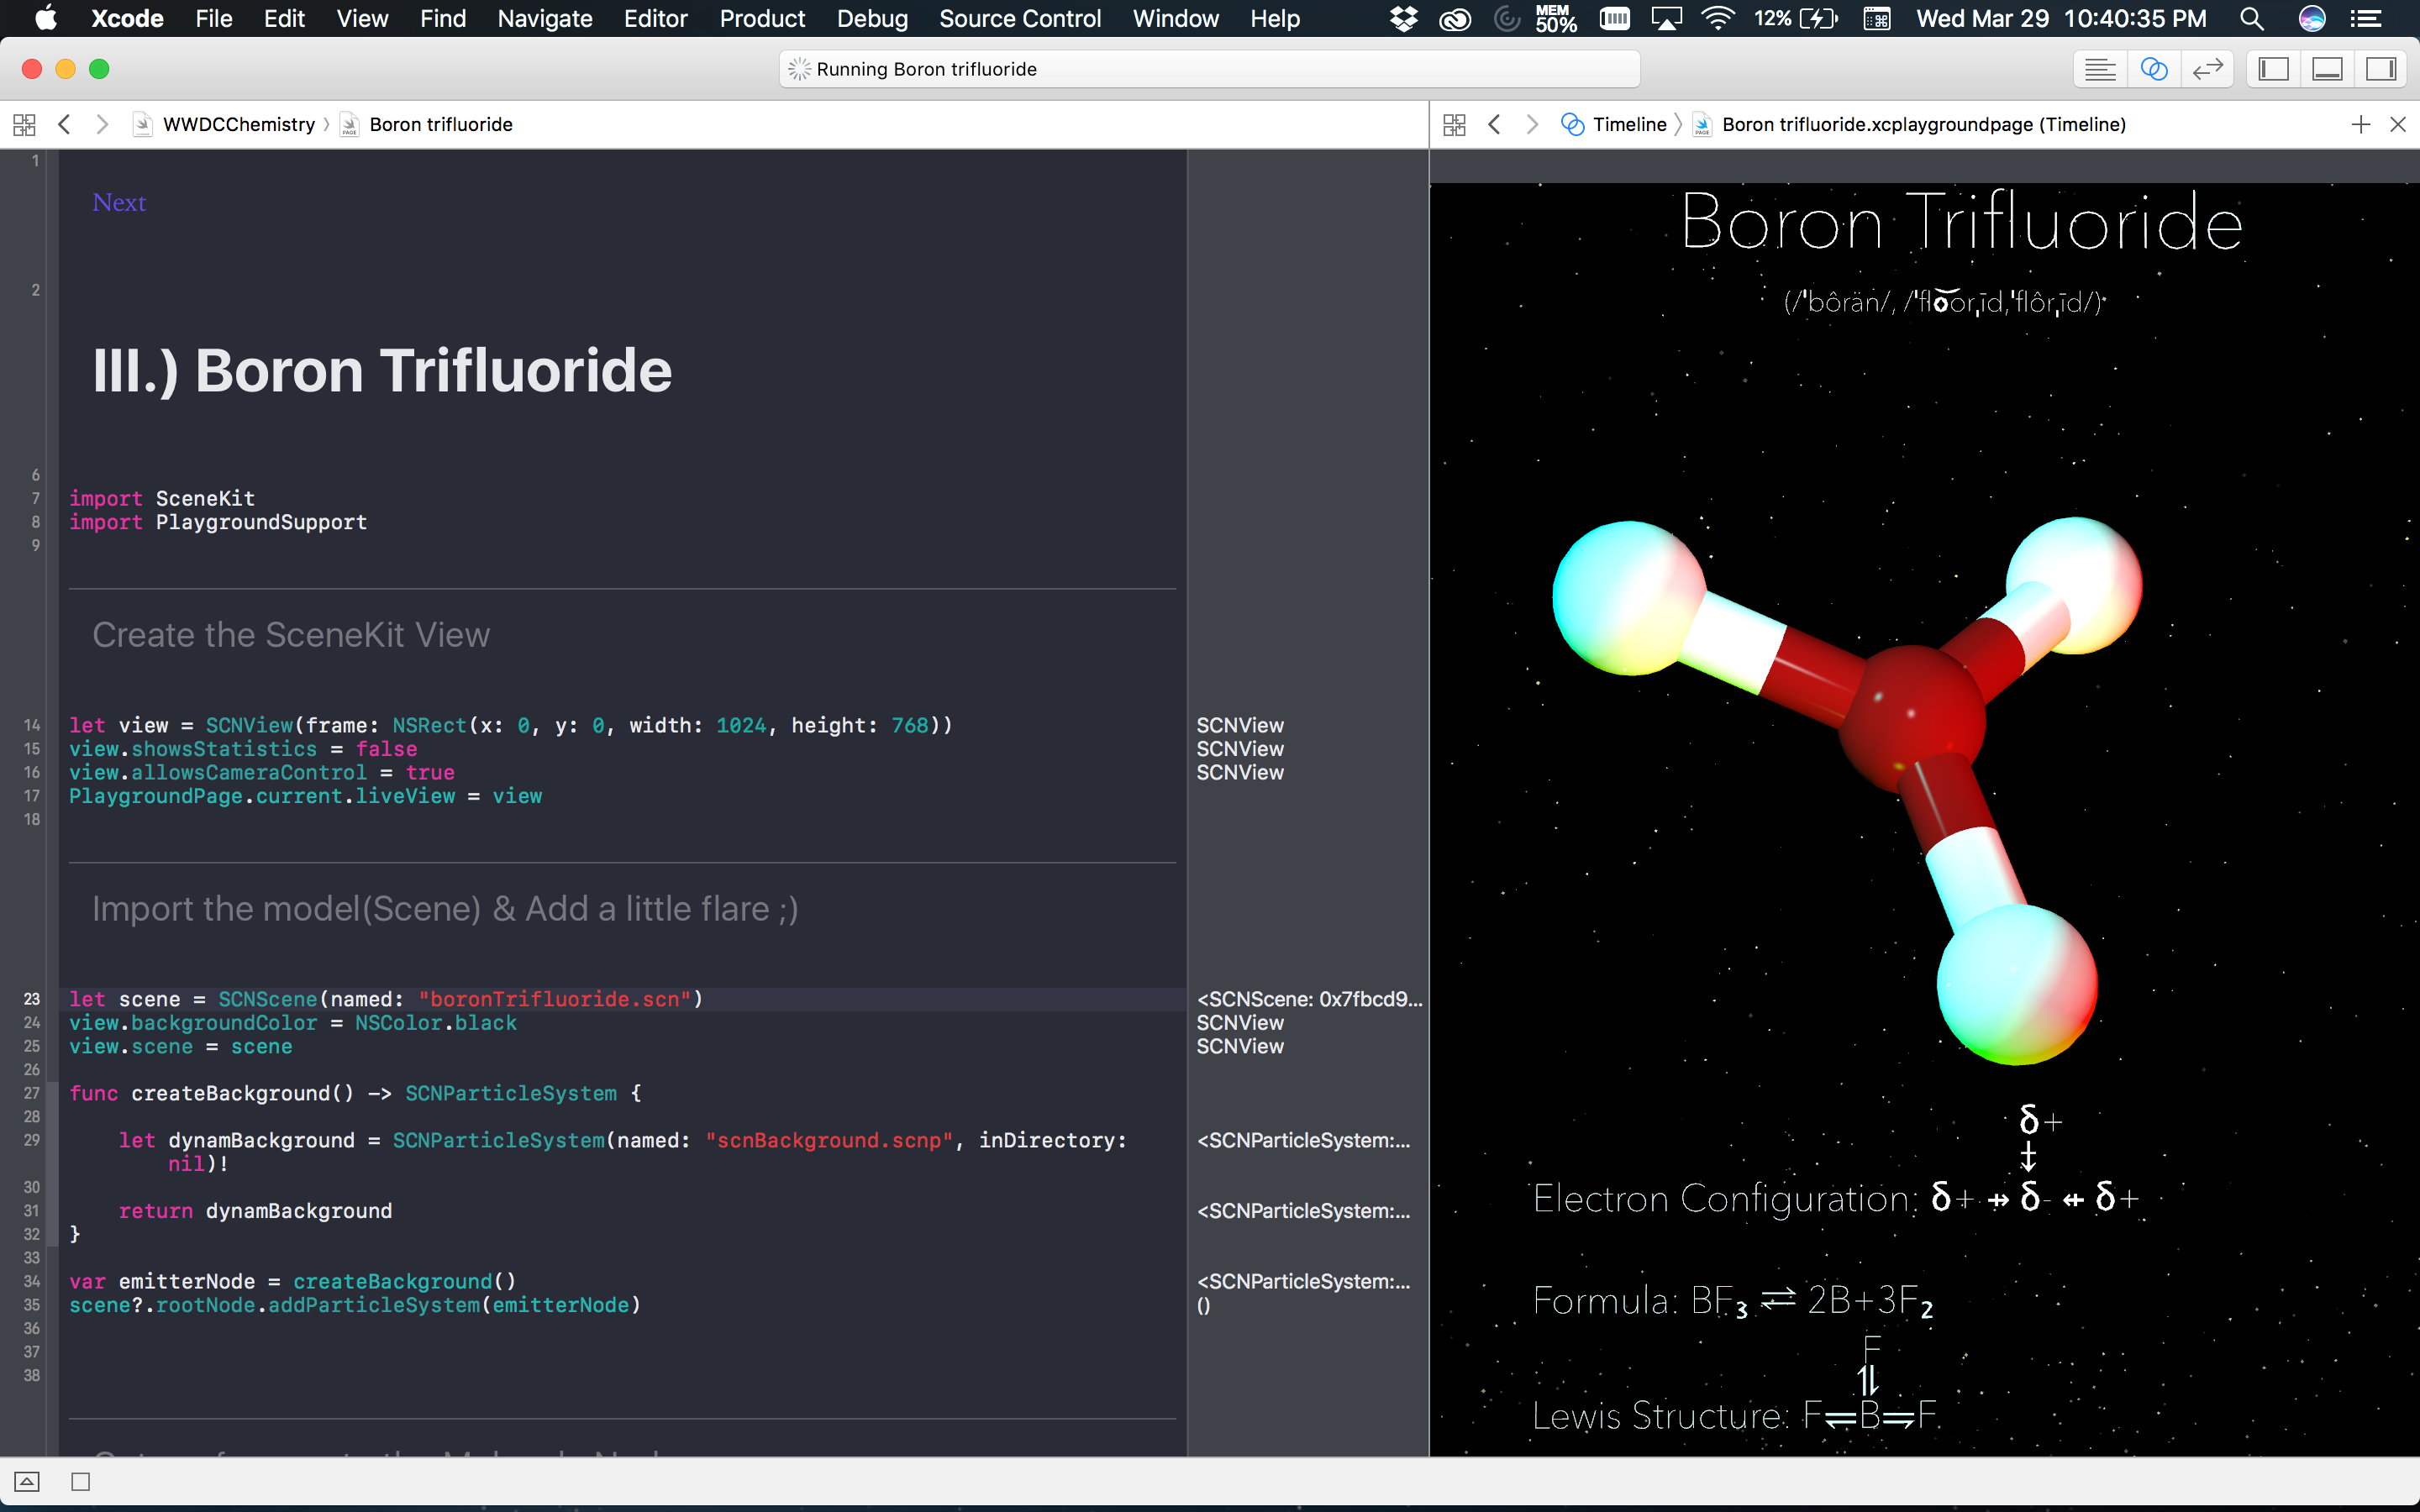 Xcode File Edit View Find Navigate Editor Product Debug Source Control Window Help MEM 50% 12% Wed Mar 29 10:40:35 PM
Running Boron trifluoride
WWDCChemistry 〉 Boron trifluoride
Timeline 〉 Boron trifluoride.xcplaygroundpage (Timeline)
1
Next
2
III.) Boron Trifluoride
6
7 import SceneKit
8 import PlaygroundSupport
9
Create the SceneKit View
14 let view = SCNView(frame: NSRect(x: 0, y: 0, width: 1024, height: 768))
15 view.showsStatistics = false
16 view.allowsCameraControl = true
17 PlaygroundPage.current.liveView = view
18
Import the model(Scene) & Add a little flare ;)
23 let scene = SCNScene(named: "boronTrifluoride.scn")
24 view.backgroundColor = NSColor.black
25 view.scene = scene
26
27 func createBackground() -> SCNParticleSystem {
28
29 let dynamBackground = SCNParticleSystem(named: "scnBackground.scnp", inDirectory:
nil)!
30
31 return dynamBackground
32 }
33
34 var emitterNode = createBackground()
35 scene?.rootNode.addParticleSystem(emitterNode)
36
37
38
SCNView
SCNView
SCNView
<SCNScene: 0x7fbcd9...
SCNView
SCNView
<SCNParticleSystem:...
<SCNParticleSystem:...
<SCNParticleSystem:...
()
Boron Trifluoride
(/'bôrän/, /'flo͝orˌīd,'flôrˌīd/)
δ+
Electron Configuration: δ+ ⇸ δ- ⇷ δ+
Formula: BF₃ ⇌ 2B+3F₂
F
⥮
Lewis Structure: F⇌B⇌F